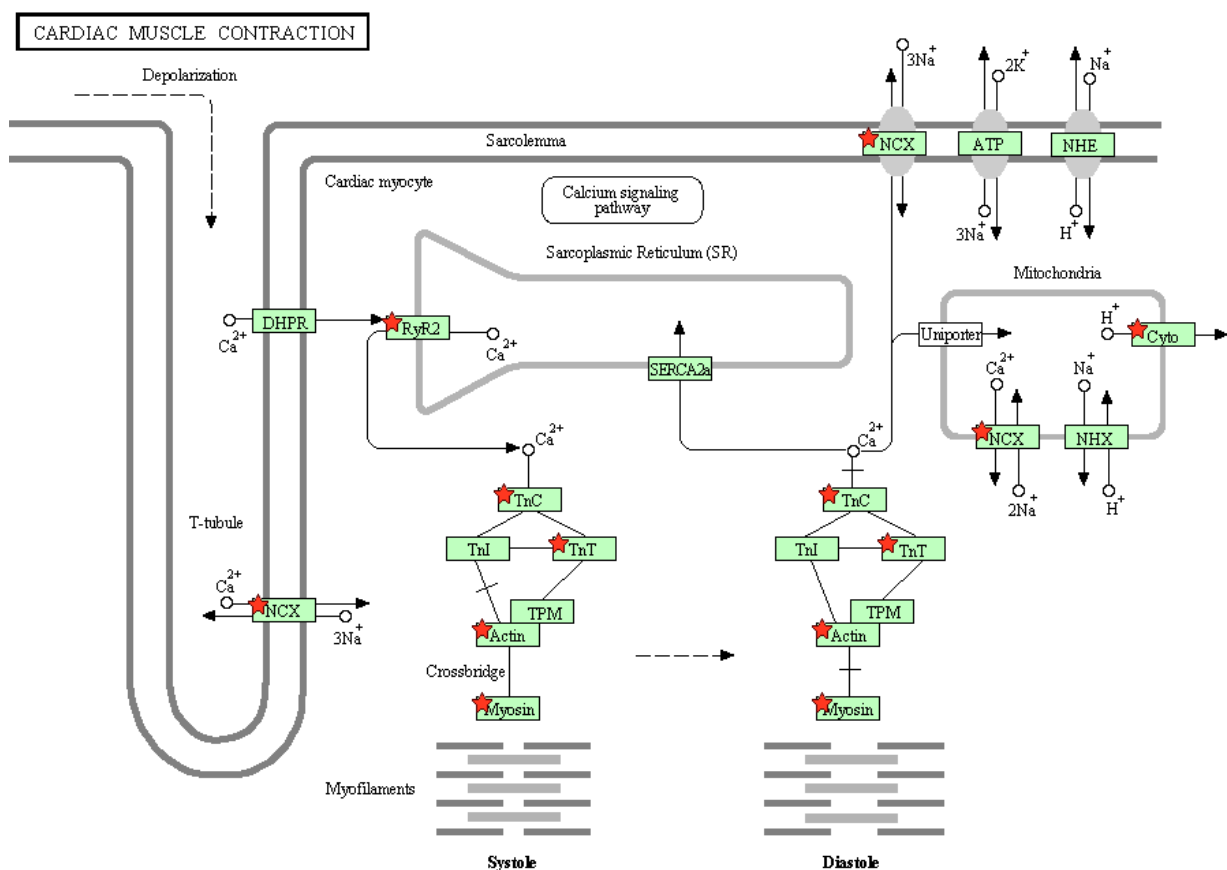 CARDIAC MUSCLE CONTRACTION
Depolarization
3Na+
2K+
Na+
Sarcolemma
NCX
ATP
NHE
Cardiac myocyte
Calcium signaling
pathway
3Na+
H+
Sarcoplasmic Reticulum (SR)
Mitochondria
DHPR
Ca2+
RyR2
Ca2+
SERCA2a
Uniporter
H+
Cyto
Ca2+
Na+
NCX
NHX
2Na+
H+
Ca2+
Ca2+
TnC
TnC
T-tubule
TnI
TnT
TnI
TnT
Ca2+
NCX
3Na+
TPM
Actin
TPM
Actin
Crossbridge
Myosin
Myosin
Myofilaments
Systole
Diastole